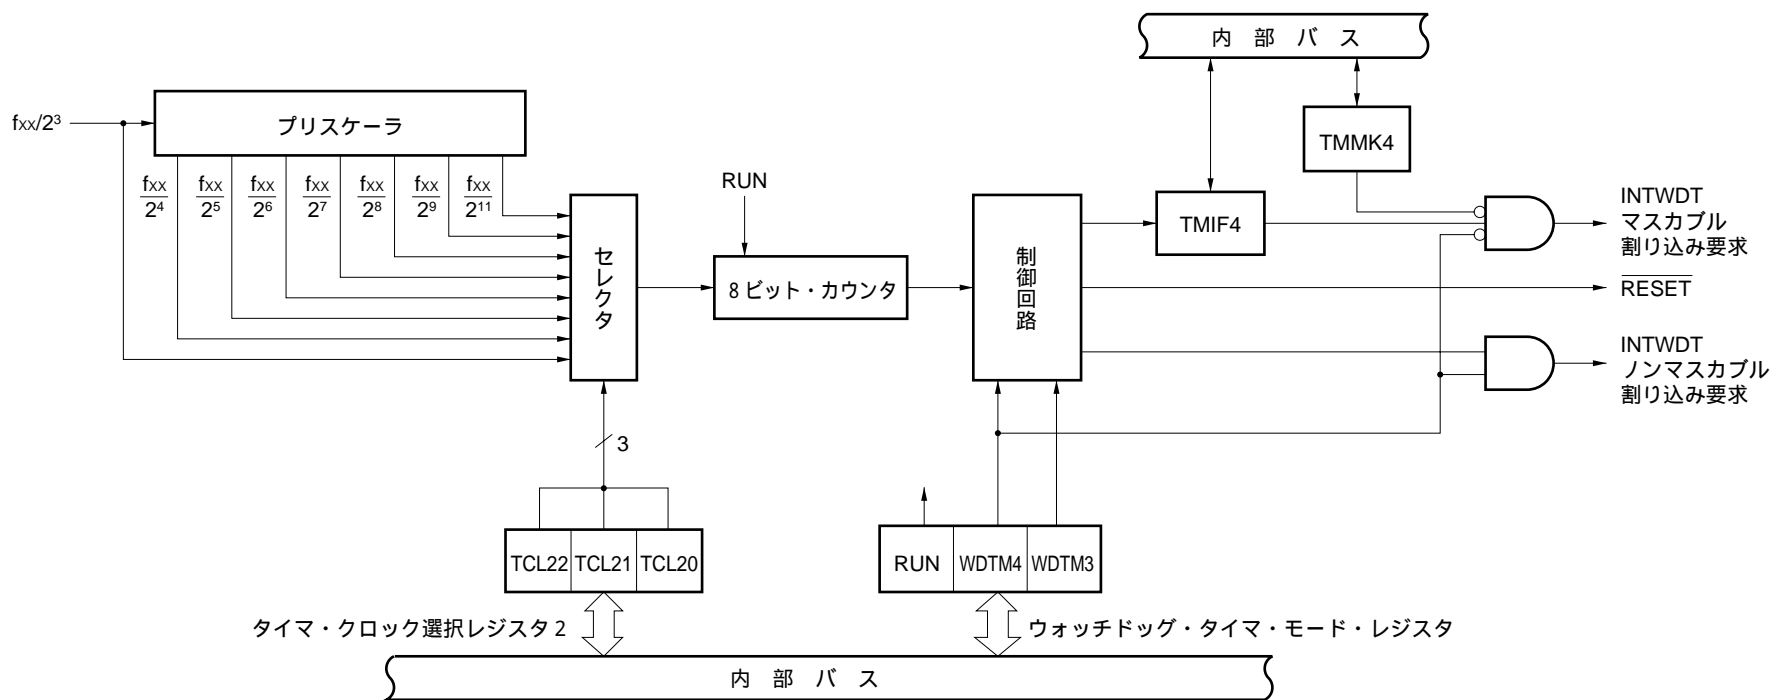 内 部 バ ス
fXX/2³
プリスケーラ
TMMK4
fXX
2⁴
fXX
2⁵
fXX
2⁶
fXX
2⁷
fXX
2⁸
fXX
2⁹
fXX
2¹¹
RUN
セレクタ
8 ビット・カウンタ
制御回路
TMIF4
INTWDT
マスカブル
割り込み要求
RESET
INTWDT
ノンマスカブル
割り込み要求
3
TCL22 TCL21 TCL20
RUN WDTM4 WDTM3
タイマ・クロック選択レジスタ 2
ウォッチドッグ・タイマ・モード・レジスタ
内 部 バ ス